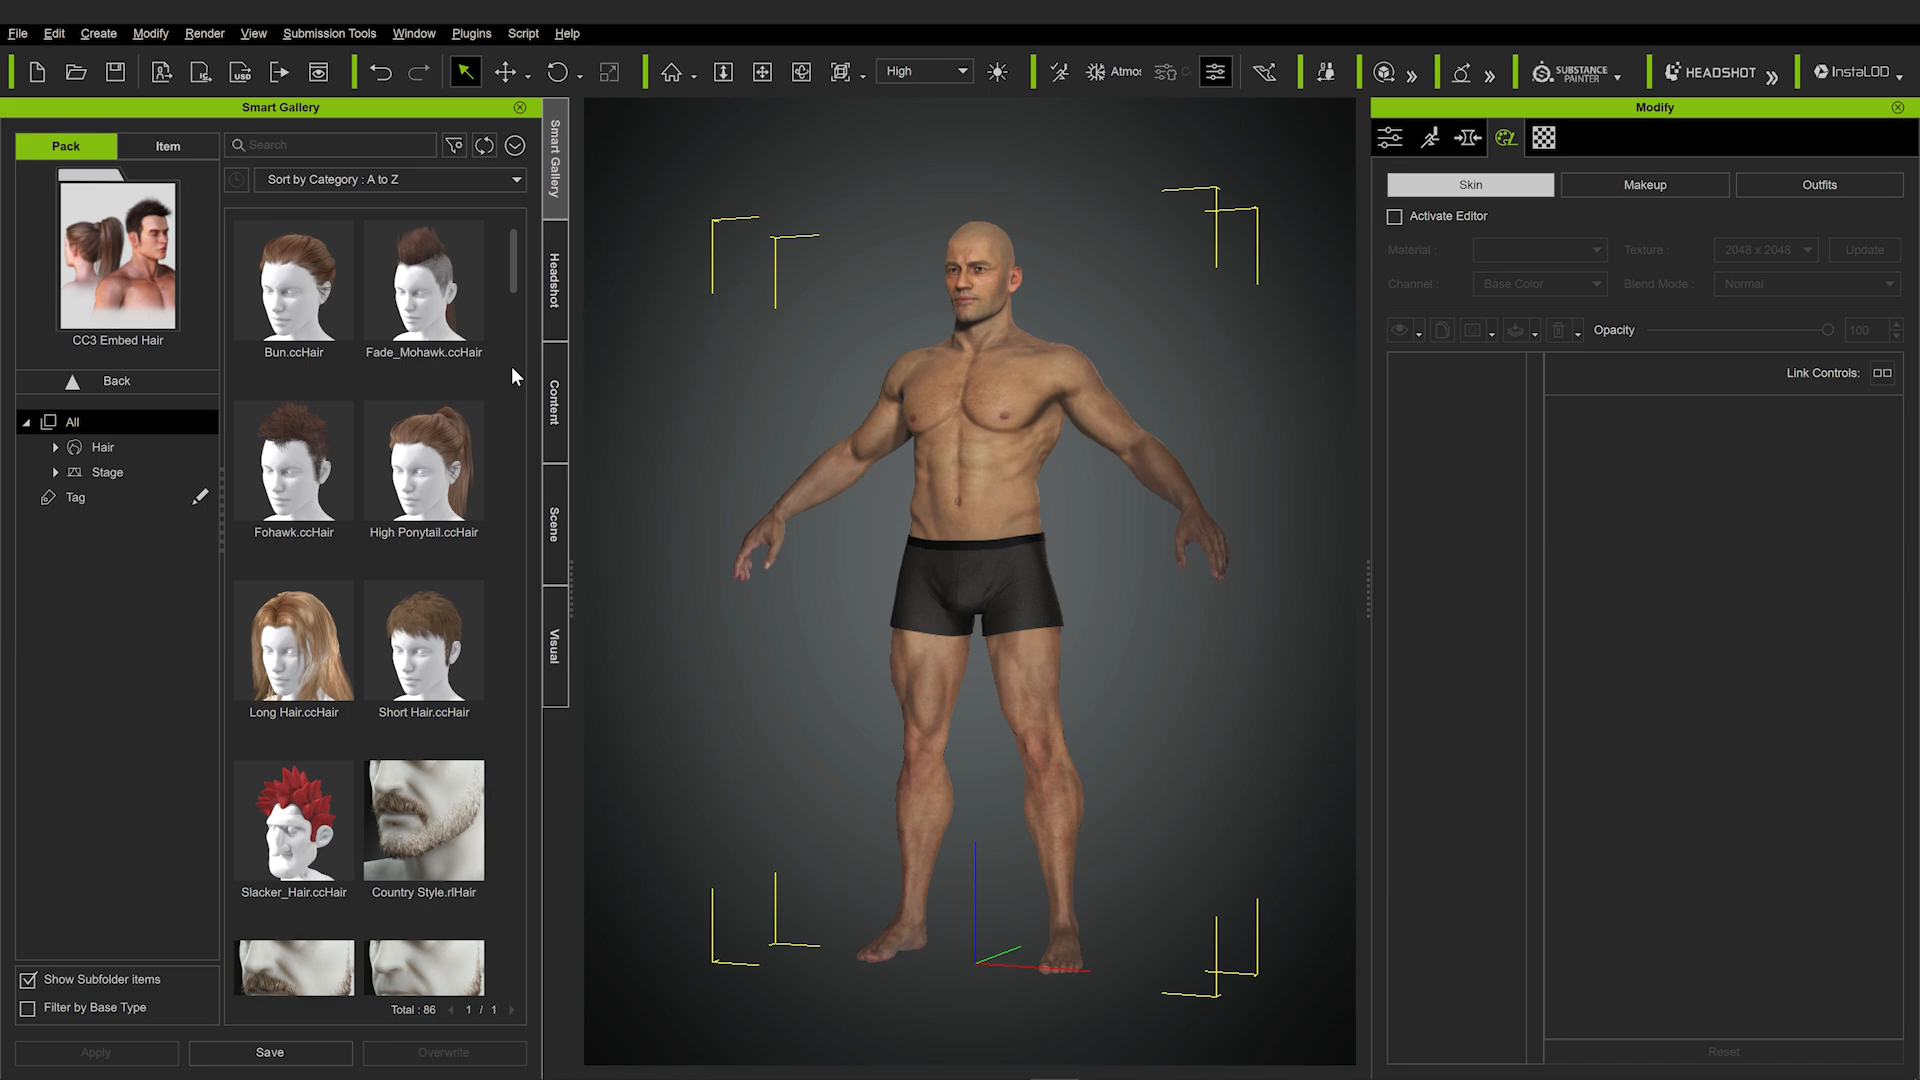 File Edit Create Modify Render View Submission Tools Window Plugins Script Help
High
Atmo
SUBSTANCE PAINTER
HEADSHOT
InstaLOD
Smart Gallery
Modify
Pack
Item
Search
Sort by Category : A to Z
CC3 Embed Hair
Back
All
Hair
Stage
Tag
Bun.ccHair
Fade_Mohawk.ccHair
Fohawk.ccHair
High Ponytail.ccHair
Long Hair.ccHair
Short Hair.ccHair
Slacker_Hair.ccHair
Country Style.rlHair
Show Subfolder items
Filter by Base Type
Total : 86
1 / 1
Apply
Save
Overwrite
Smart Gallery
Headshot
Content
Scene
Visual
Skin
Makeup
Outfits
Activate Editor
Material :
Texture :
2048 x 2048
Update
Channel :
Base Color
Blend Mode :
Normal
Opacity
100
Link Controls:
Reset